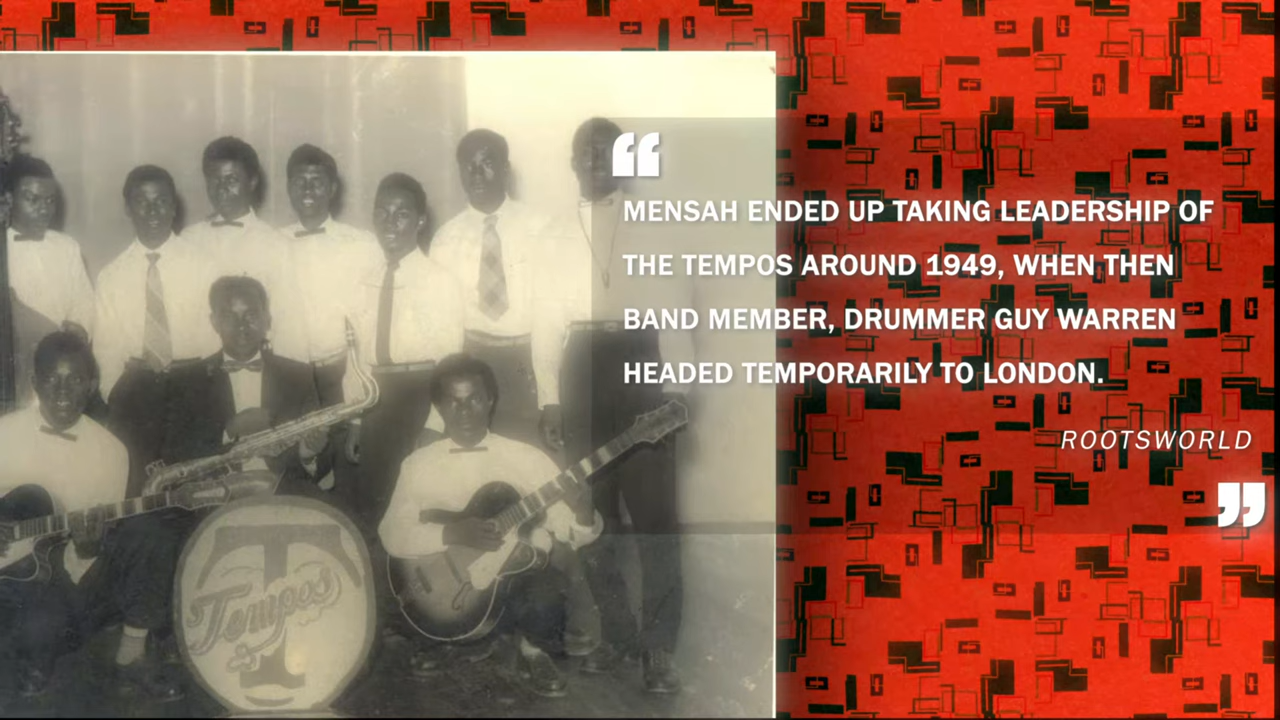 “
MENSAH ENDED UP TAKING LEADERSHIP OF
THE TEMPOS AROUND 1949, WHEN THEN
BAND MEMBER, DRUMMER GUY WARREN
HEADED TEMPORARILY TO LONDON.
ROOTSWORLD
”
T
Tempos